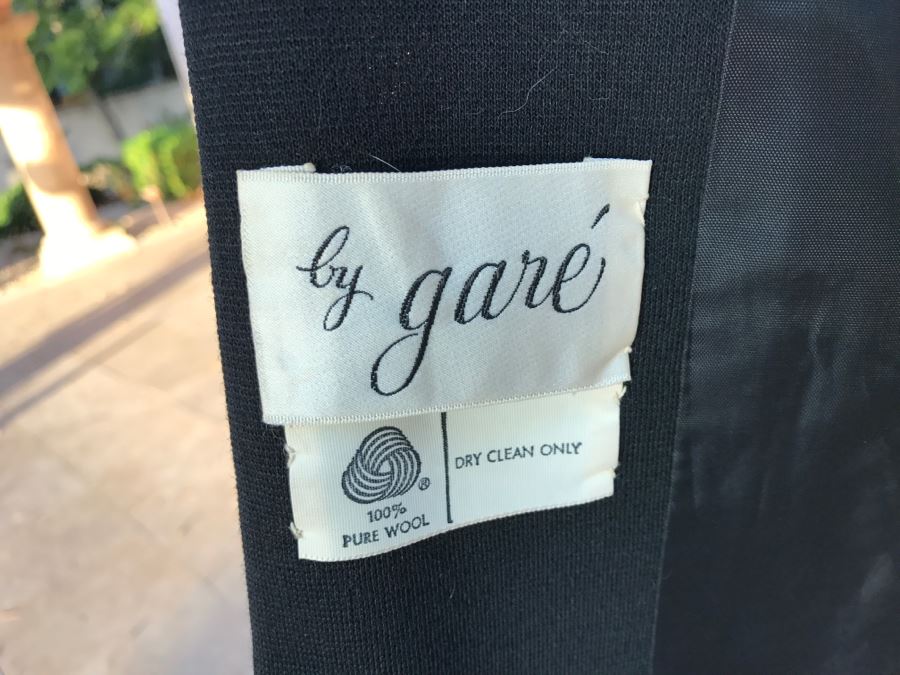 by garé
®
100%
PURE WOOL
DRY CLEAN ONLY